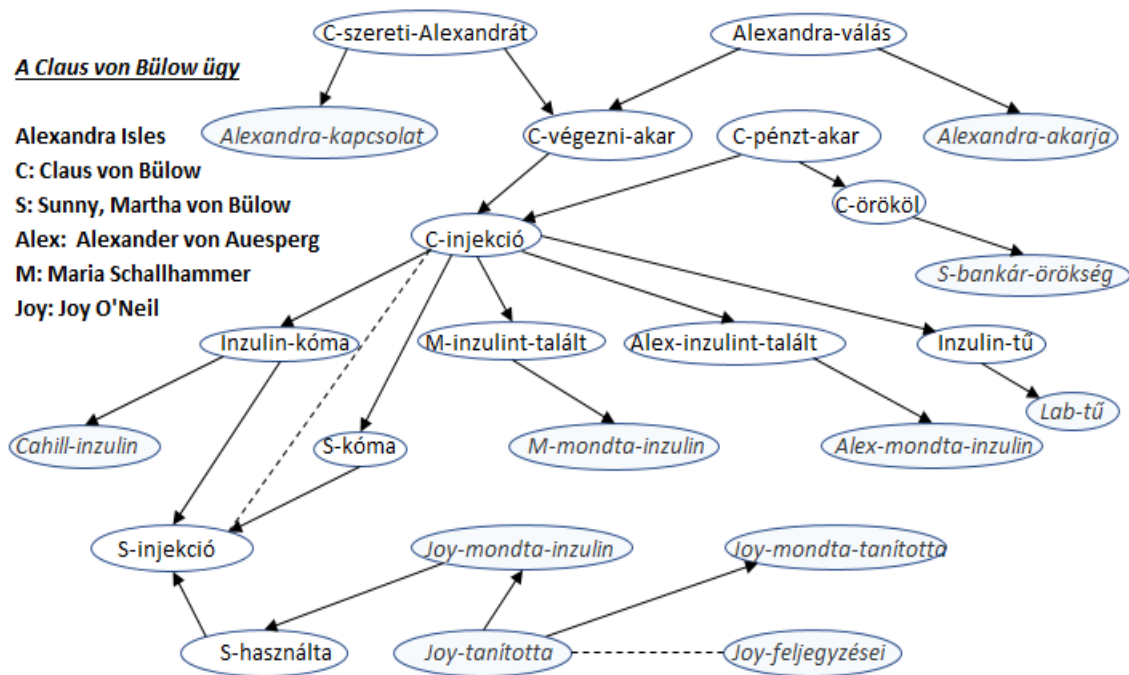 C-szereti-Alexandrát
Alexandra-válás
A Claus von Bülow ügy
Alexandra Isles
Alexandra-kapcsolat
C-végezni-akar
C-pénzt-akar
Alexandra-akarja
C: Claus von Bülow
S: Sunny, Martha von Bülow
C-örököl
Alex: Alexander von Auesperg
C-injekció
M: Maria Schallhammer
S-bankár-örökség
Joy: Joy O'Neil
Inzulin-kóma
M-inzulint-talált
Alex-inzulint-talált
Inzulin-tű
Lab-tű
Cahill-inzulin
S-kóma
M-mondta-inzulin
Alex-mondta-inzulin
S-injekció
Joy-mondta-inzulin
Joy-mondta-tanította
S-használta
Joy-tanította
Joy-feljegyzései